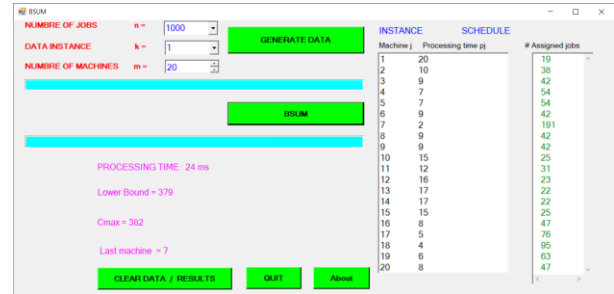 BSUM
NUMBRE OF JOBS n = 1000
DATA INSTANCE k = 1
NUMBRE OF MACHINES m = 20
GENERATE DATA
BSUM
PROCESSING TIME : 24 ms
Lower Bound = 379
Cmax = 382
Last machine = 7
CLEAR DATA / RESULTS QUIT About
INSTANCE SCHEDULE
Machine j Processing time pj # Assigned jobs
1 20 19
2 10 38
3 9 42
4 7 54
5 7 54
6 9 42
7 2 191
8 9 42
9 9 42
10 15 25
11 12 31
12 16 23
13 17 22
14 17 22
15 15 25
16 8 47
17 5 76
18 4 95
19 6 63
20 8 47